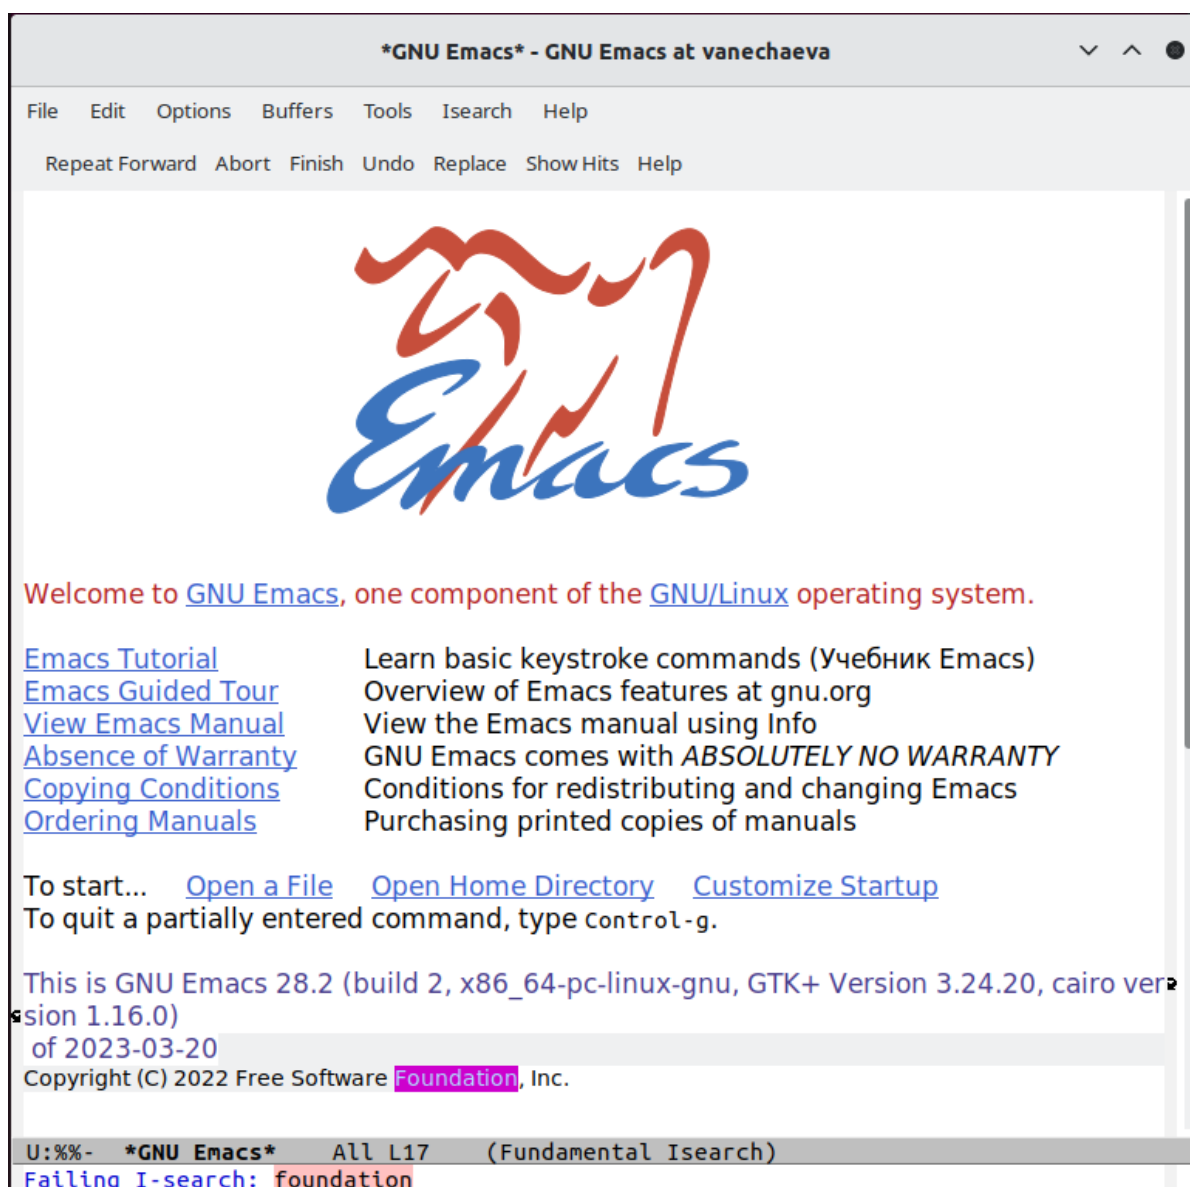 *GNU Emacs* - GNU Emacs at vanechaeva
File Edit Options Buffers Tools Isearch Help
Repeat Forward Abort Finish Undo Replace Show Hits Help
Emacs
Welcome to GNU Emacs, one component of the GNU/Linux operating system.
Emacs Tutorial Learn basic keystroke commands (Учебник Emacs)
Emacs Guided Tour Overview of Emacs features at gnu.org
View Emacs Manual View the Emacs manual using Info
Absence of Warranty GNU Emacs comes with ABSOLUTELY NO WARRANTY
Copying Conditions Conditions for redistributing and changing Emacs
Ordering Manuals Purchasing printed copies of manuals
To start... Open a File Open Home Directory Customize Startup
To quit a partially entered command, type Control-g.
This is GNU Emacs 28.2 (build 2, x86_64-pc-linux-gnu, GTK+ Version 3.24.20, cairo ver
sion 1.16.0)
of 2023-03-20
Copyright (C) 2022 Free Software Foundation, Inc.
U:%%- *GNU Emacs* All L17 (Fundamental Isearch)
Failing I-search: foundation